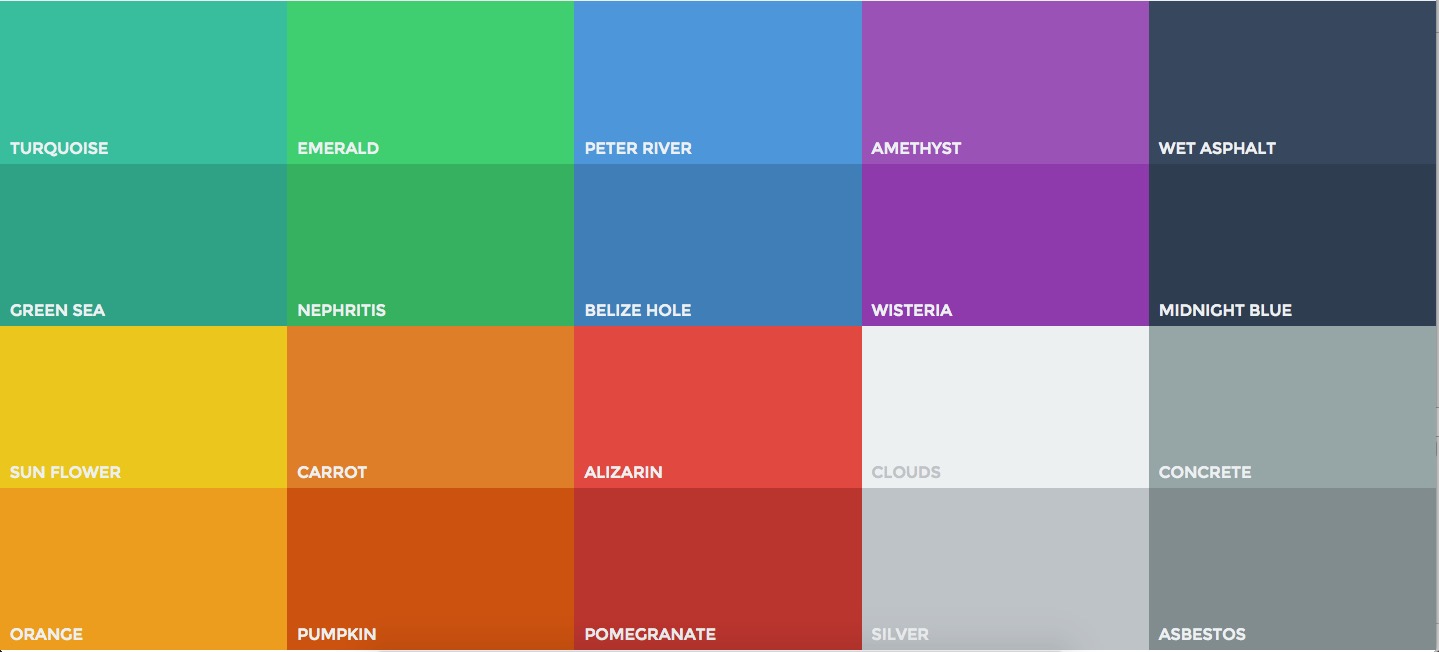 TURQUOISE
EMERALD
PETER RIVER
AMETHYST
WET ASPHALT
GREEN SEA
NEPHRITIS
BELIZE HOLE
WISTERIA
MIDNIGHT BLUE
SUN FLOWER
CARROT
ALIZARIN
CLOUDS
CONCRETE
ORANGE
PUMPKIN
POMEGRANATE
SILVER
ASBESTOS